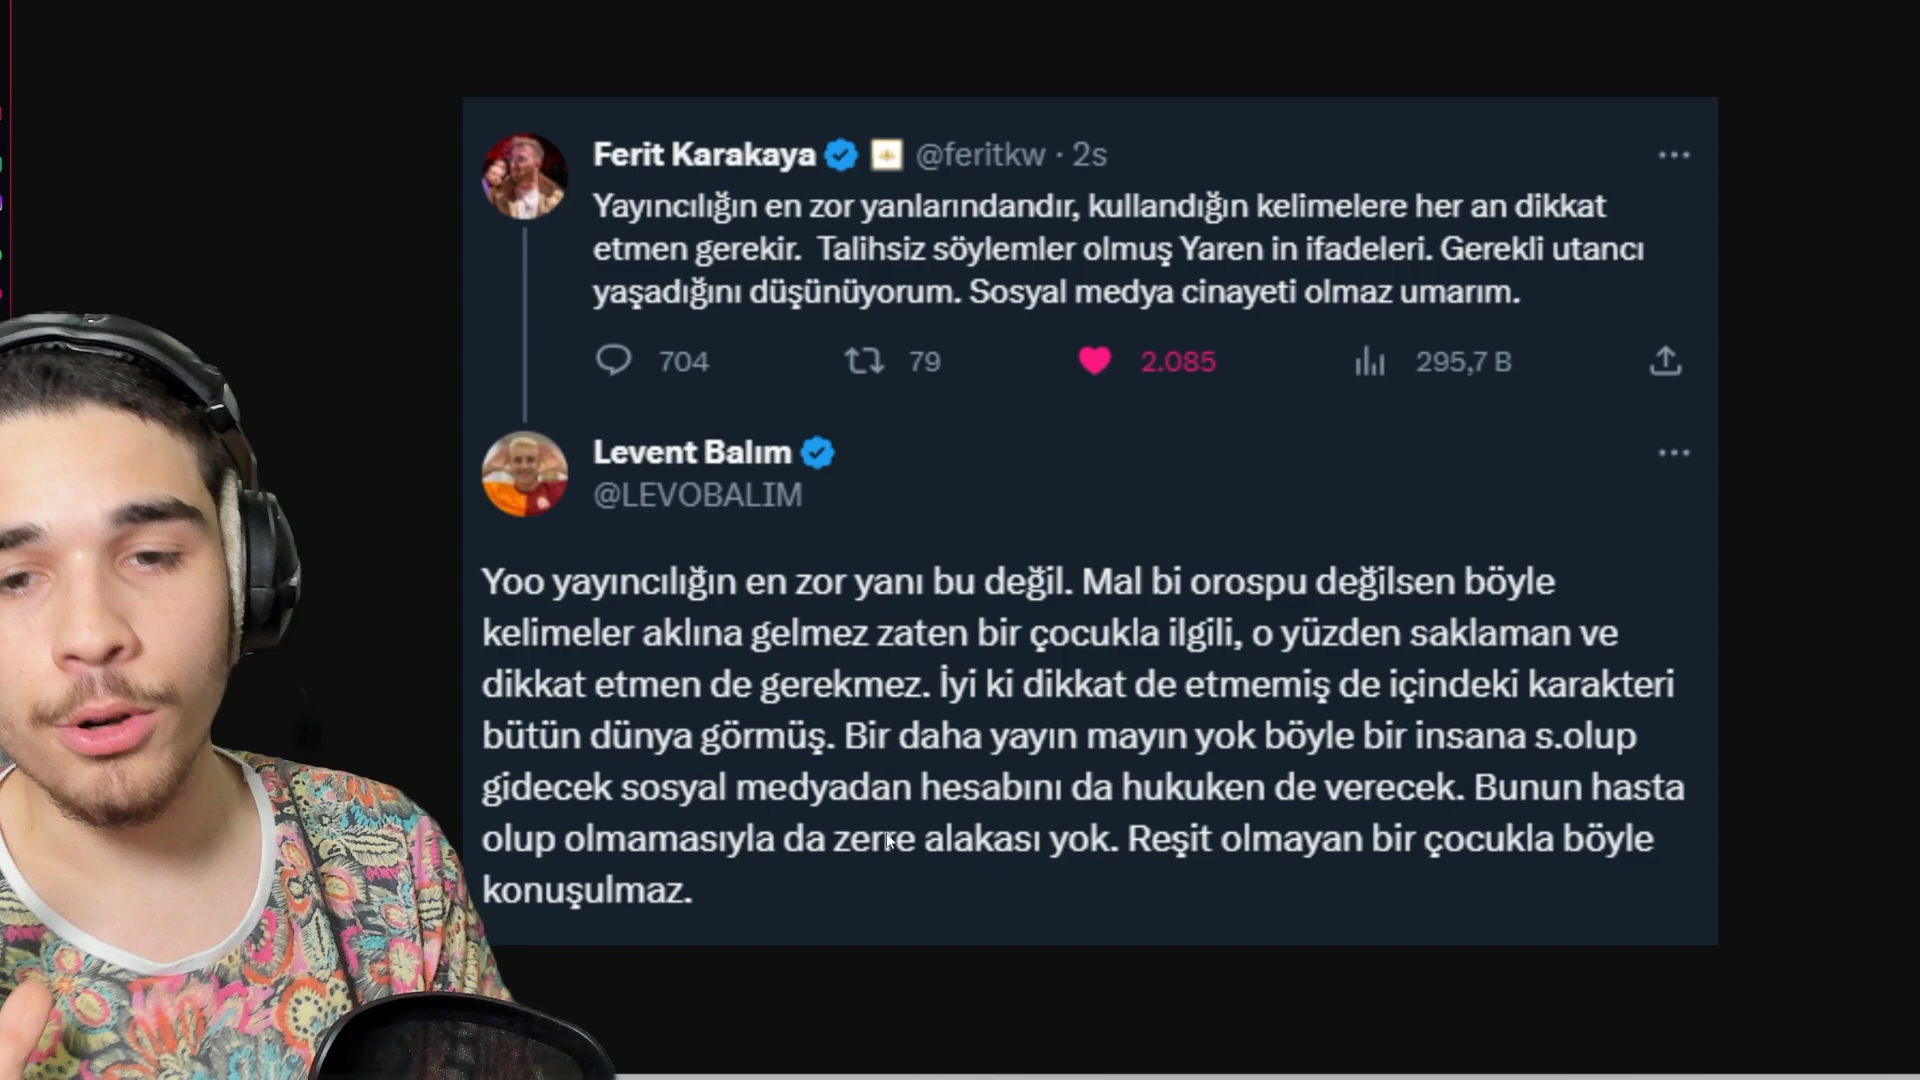 Ferit Karakaya @feritkw · 2s
Yayıncılığın en zor yanlarındandır, kullandığın kelimelere her an dikkat
etmen gerekir.  Talihsiz söylemler olmuş Yaren in ifadeleri. Gerekli utancı
yaşadığını düşünüyorum. Sosyal medya cinayeti olmaz umarım.
704 79 2.085 295,7 B
Levent Balım
@LEVOBALIM
Yoo yayıncılığın en zor yanı bu değil. Mal bi orospu değilsen böyle
kelimeler aklına gelmez zaten bir çocukla ilgili, o yüzden saklaman ve
dikkat etmen de gerekmez. İyi ki dikkat de etmemiş de içindeki karakteri
bütün dünya görmüş. Bir daha yayın mayın yok böyle bir insana s.olup
gidecek sosyal medyadan hesabını da hukuken de verecek. Bunun hasta
olup olmamasıyla da zerre alakası yok. Reşit olmayan bir çocukla böyle
konuşulmaz.